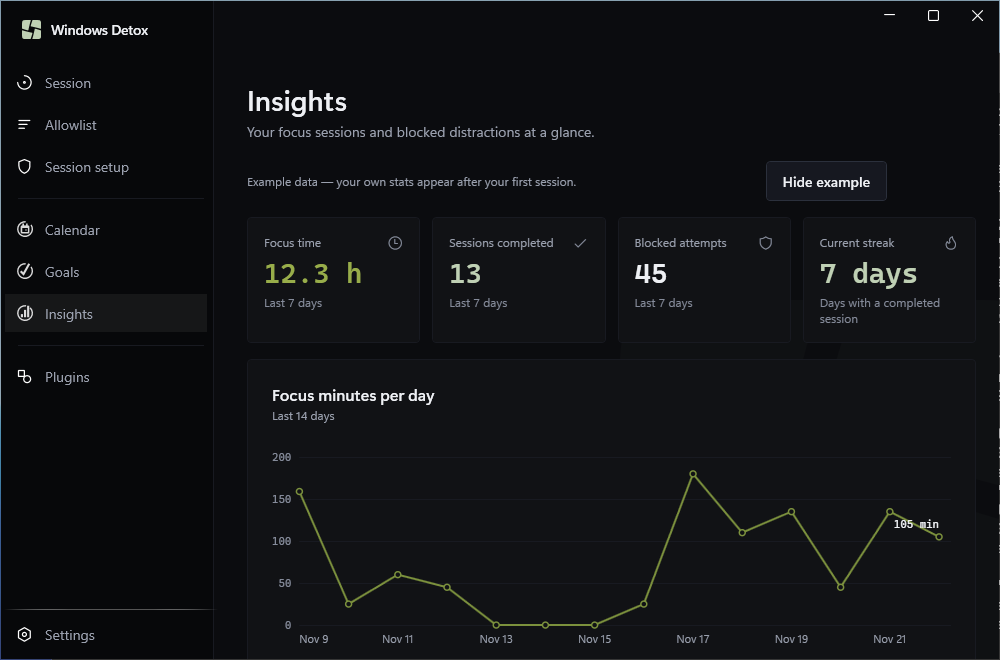 Windows Detox
Session
Allowlist
Session setup
Calendar
Goals
Insights
Plugins
Settings
Insights
Your focus sessions and blocked distractions at a glance.
Example data — your own stats appear after your first session.
Hide example
Focus time
12.3 h
Last 7 days
Sessions completed
13
Last 7 days
Blocked attempts
45
Last 7 days
Current streak
7 days
Days with a completed
session
Focus minutes per day
Last 14 days
200
150
100
50
0
105 min
Nov 9 Nov 11 Nov 13 Nov 15 Nov 17 Nov 19 Nov 21